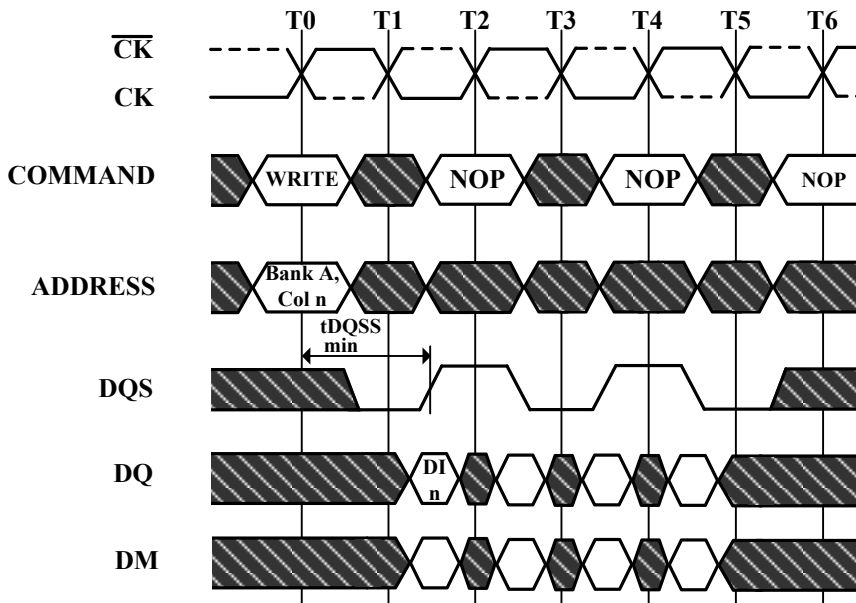 T0 T1 T2 T3 T4 T5 T6
CK
CK
COMMAND
WRITE
NOP
NOP
NOP
ADDRESS
Bank A,
Col n
tDQSS
min
DQS
DQ
DI
n
DM